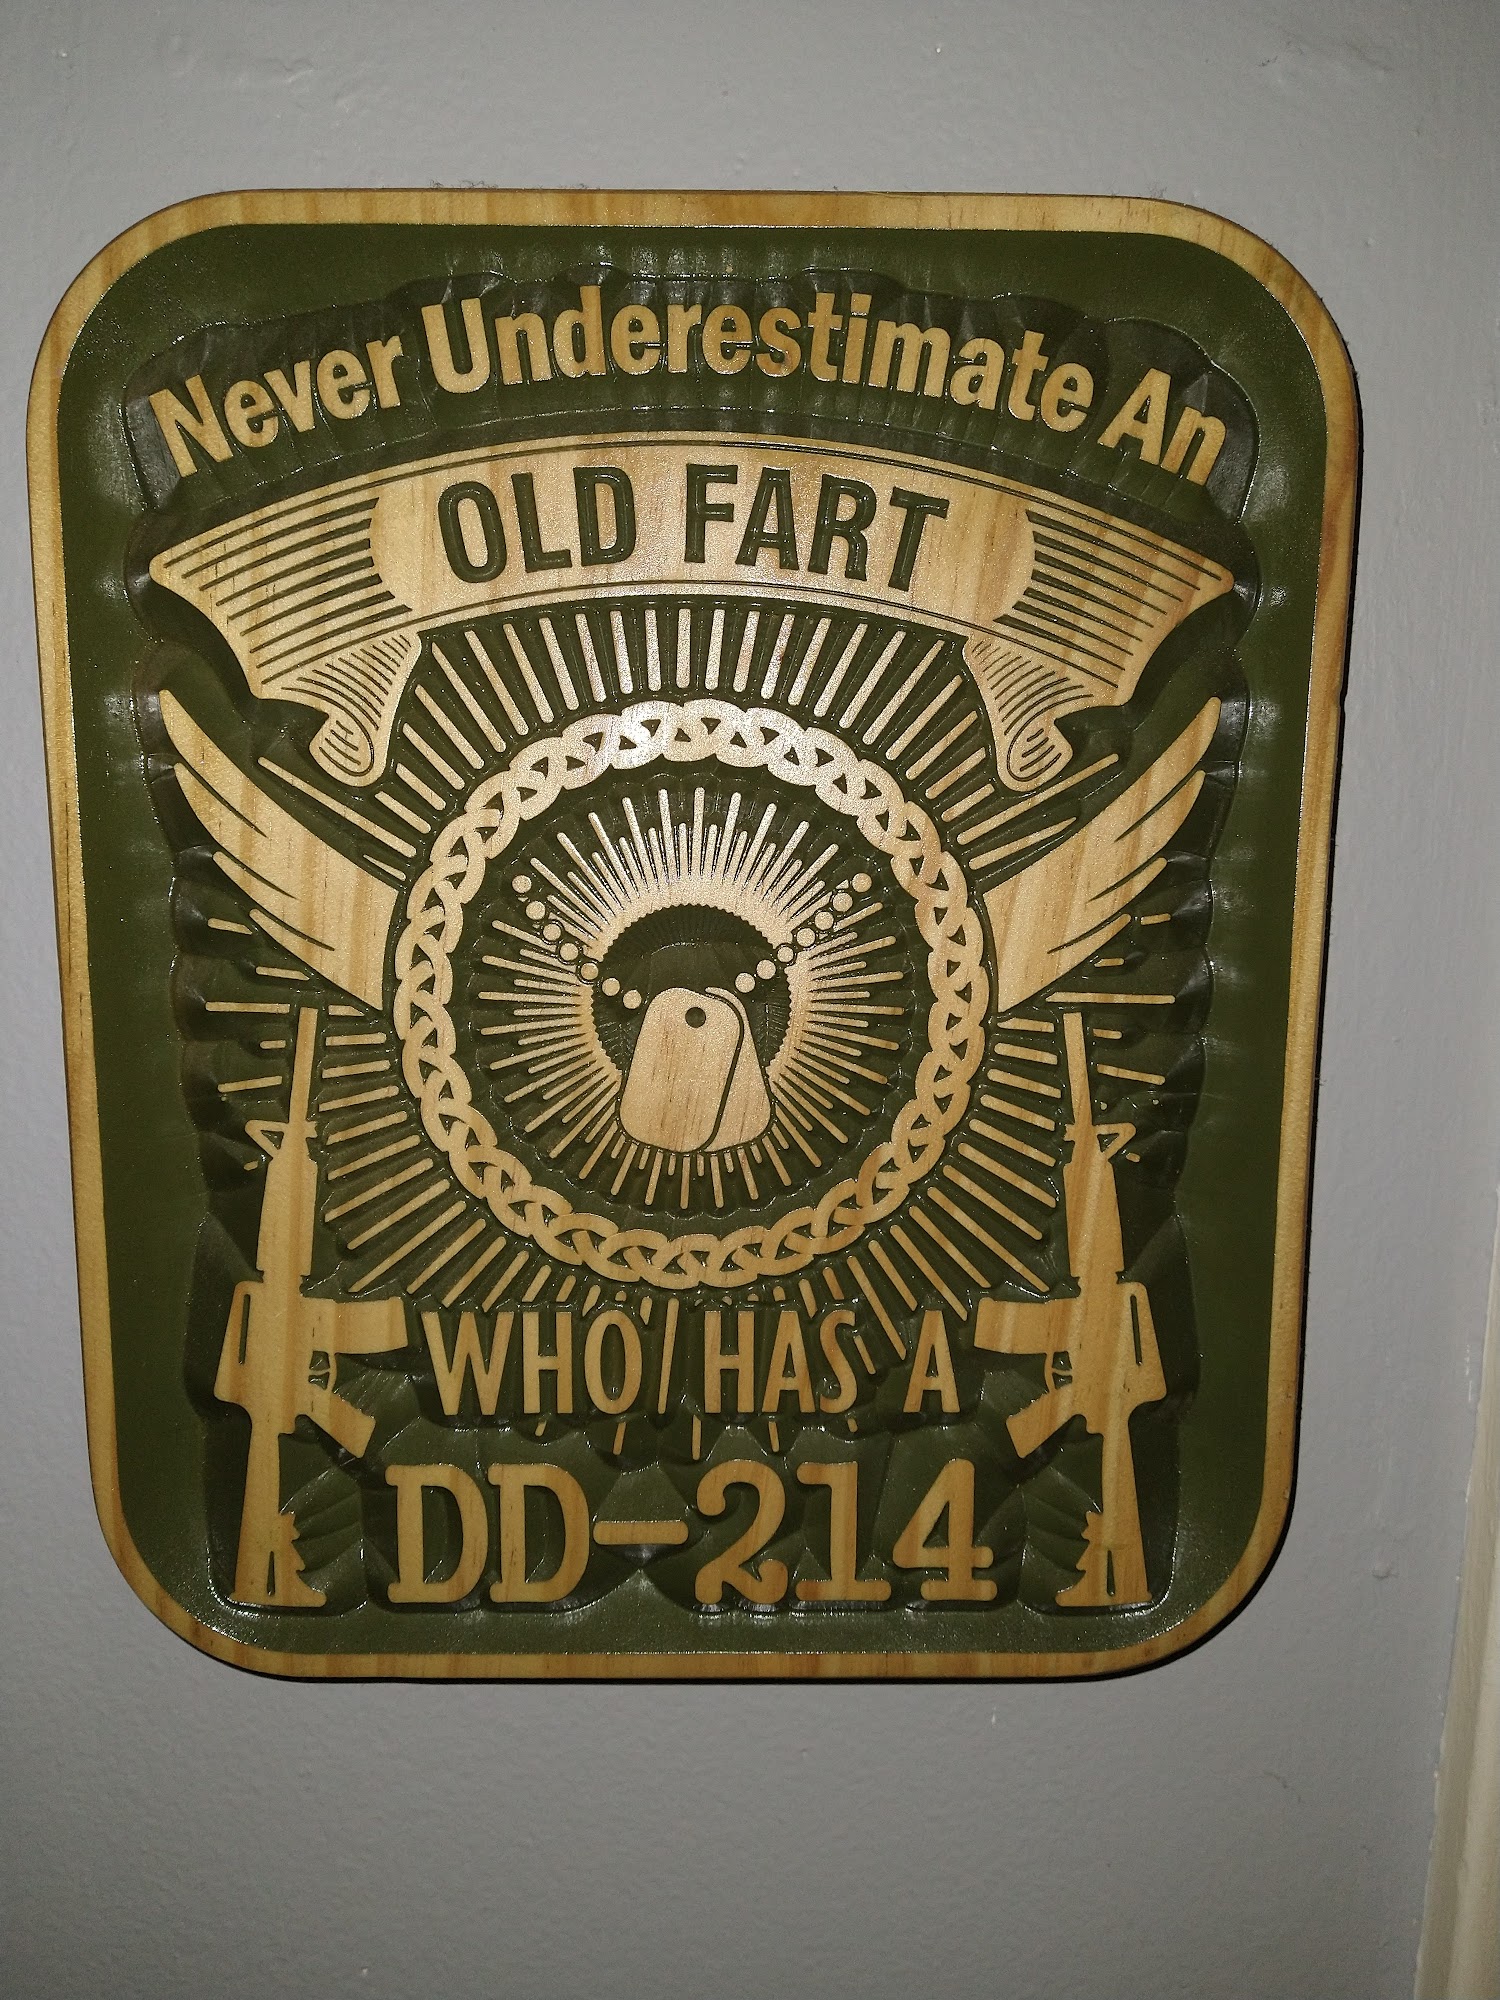 Never Underestimate An
OLD FART
WHO HAS A
DD-214